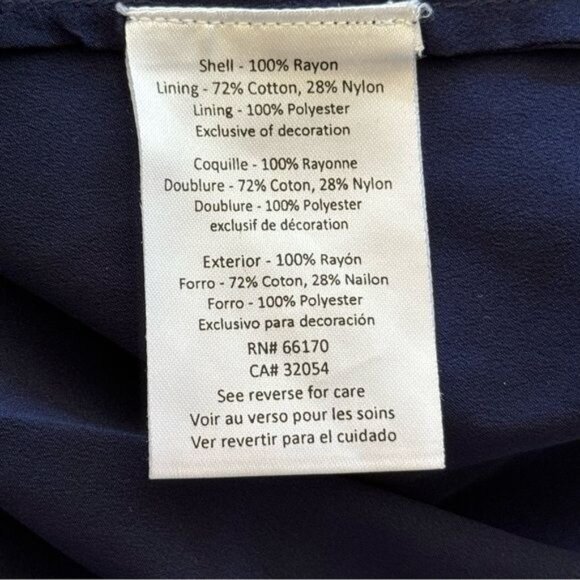 Shell - 100% Rayon
Lining - 72% Cotton, 28% Nylon
Lining - 100% Polyester
Exclusive of decoration
Coquille - 100% Rayonne
Doublure - 72% Coton, 28% Nylon
Doublure - 100% Polyester
exclusif de décoration
Exterior - 100% Rayón
Forro - 72% Coton, 28% Nailon
Forro - 100% Polyester
Exclusivo para decoración
RN# 66170
CA# 32054
See reverse for care
Voir au verso pour les soins
Ver revertir para el cuidado